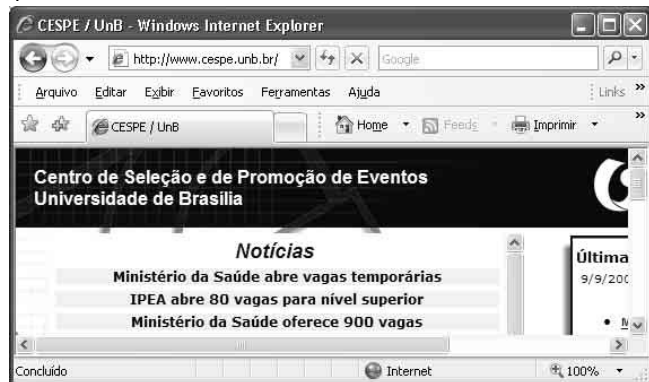 CESPE / UnB - Windows Internet Explorer
http://www.cespe.unb.br/ Google
Arquivo Editar Exibir Favoritos Ferramentas Ajuda Links »
CESPE / UnB Home Feeds Imprimir »
Centro de Seleção e de Promoção de Eventos
Universidade de Brasilia
Notícias
Ministério da Saúde abre vagas temporárias
IPEA abre 80 vagas para nível superior
Ministério da Saúde oferece 900 vagas
Última
9/9/200
Concluído Internet 100%